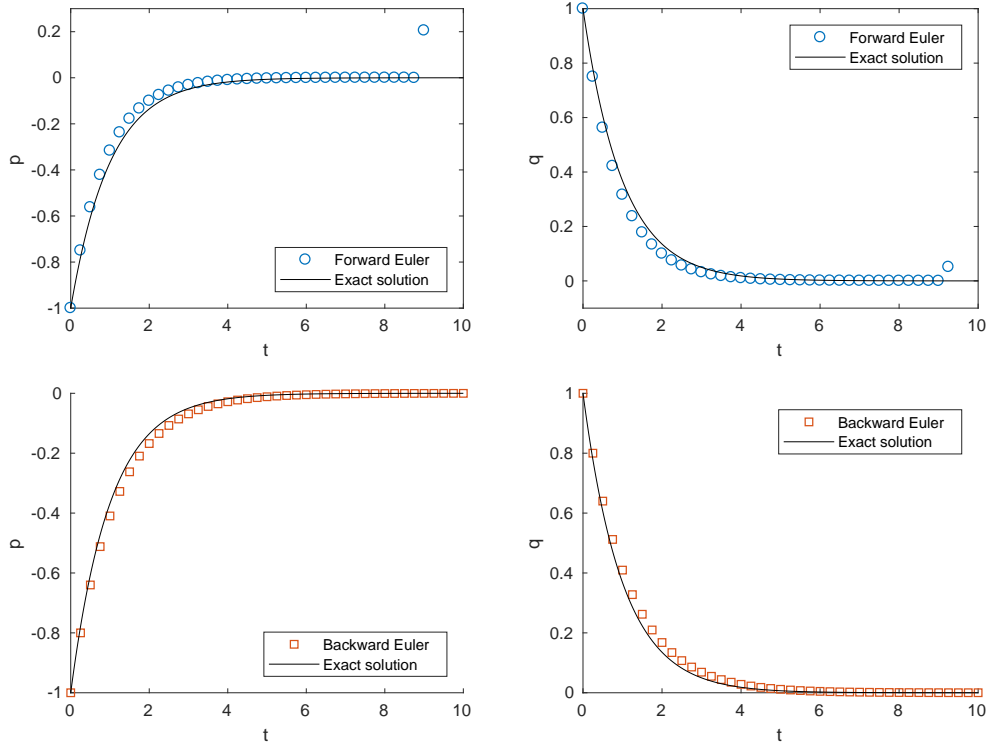 0.2
0
-0.2
-0.4
-0.6
-0.8
-1
p
0 2 4 6 8 10
t
Forward Euler
Exact solution
1
0.8
0.6
0.4
0.2
0
q
0 2 4 6 8 10
t
Forward Euler
Exact solution
0
-0.2
-0.4
-0.6
-0.8
-1
p
0 2 4 6 8 10
t
Backward Euler
Exact solution
1
0.8
0.6
0.4
0.2
0
q
0 2 4 6 8 10
t
Backward Euler
Exact solution